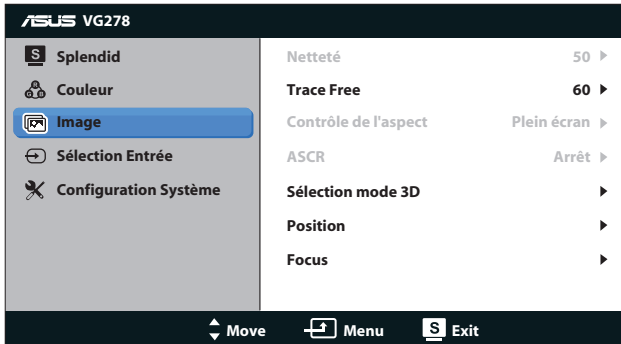 ASUS VG278
S Splendid
Couleur
Image
Sélection Entrée
Configuration Système
Netteté 50
Trace Free 60
Contrôle de l'aspect Plein écran
ASCR Arrêt
Sélection mode 3D
Position
Focus
Move Menu S Exit